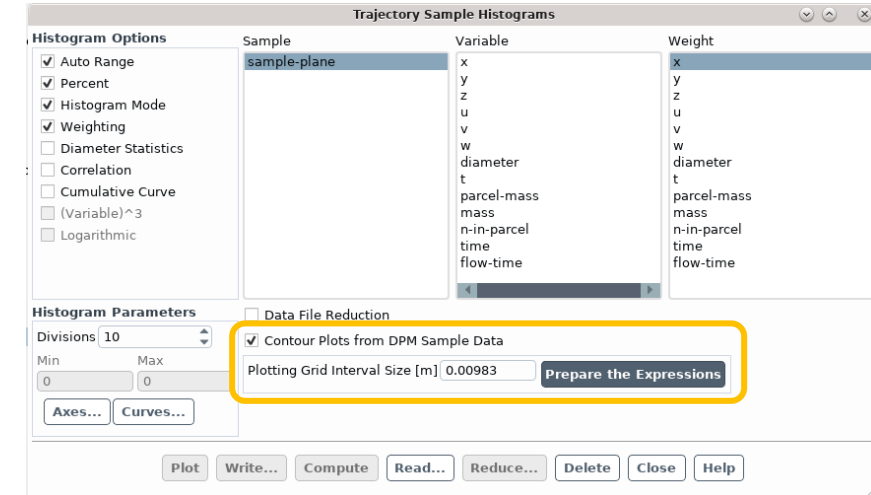 Trajectory Sample Histograms
Histogram Options
Auto Range
Percent
Histogram Mode
Weighting
Diameter Statistics
Correlation
Cumulative Curve
(Variable)^3
Logarithmic
Sample
sample-plane
Variable
x
y
z
u
v
w
diameter
t
parcel-mass
mass
n-in-parcel
time
flow-time
Weight
x
y
z
u
v
w
diameter
t
parcel-mass
mass
n-in-parcel
time
flow-time
Histogram Parameters
Divisions 10
Min Max
0 0
Axes... Curves...
Data File Reduction
Contour Plots from DPM Sample Data
Plotting Grid Interval Size [m] 0.00983 Prepare the Expressions
Plot Write... Compute Read... Reduce... Delete Close Help